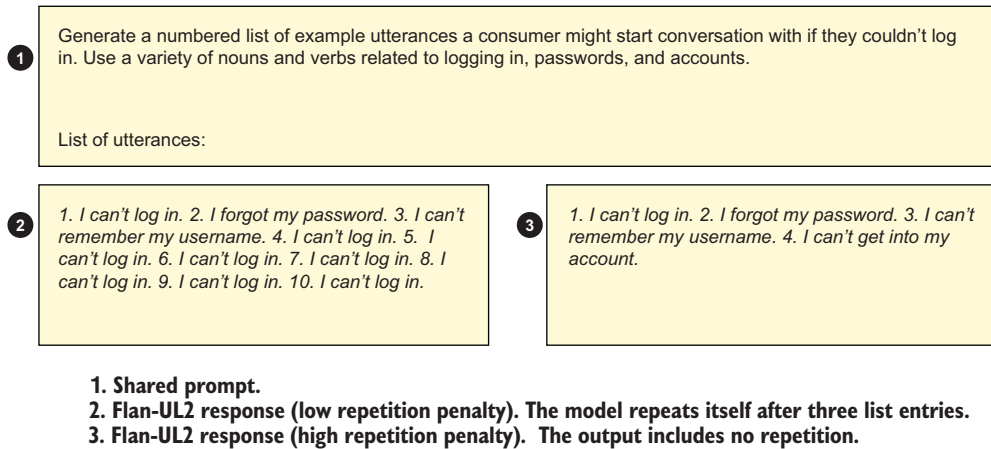 Generate a numbered list of example utterances a consumer might start conversation with if they couldn't log
1
in. Use a variety of nouns and verbs related to logging in, passwords, and accounts.
List of utterances:
2
1. I can't log in. 2. I forgot my password. 3. I can't
remember my username. 4. I can't log in. 5. I
can't log in. 6. I can't log in. 7. I can't log in. 8. I
can't log in. 9. I can't log in. 10. I can't log in.
3
1. I can't log in. 2. I forgot my password. 3. I can't
remember my username. 4. I can't get into my
account.
1. Shared prompt.
2. Flan-UL2 response (low repetition penalty). The model repeats itself after three list entries.
3. Flan-UL2 response (high repetition penalty). The output includes no repetition.